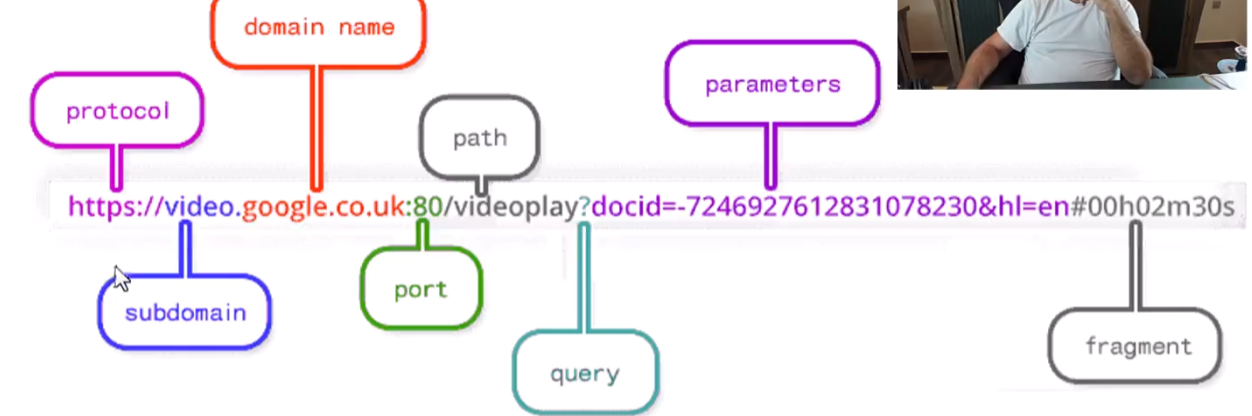 domain name
protocol
path
parameters
https://video.google.co.uk:80/videoplay?docid=-7246927612831078230&hl=en#00h02m30s
subdomain
port
query
fragment